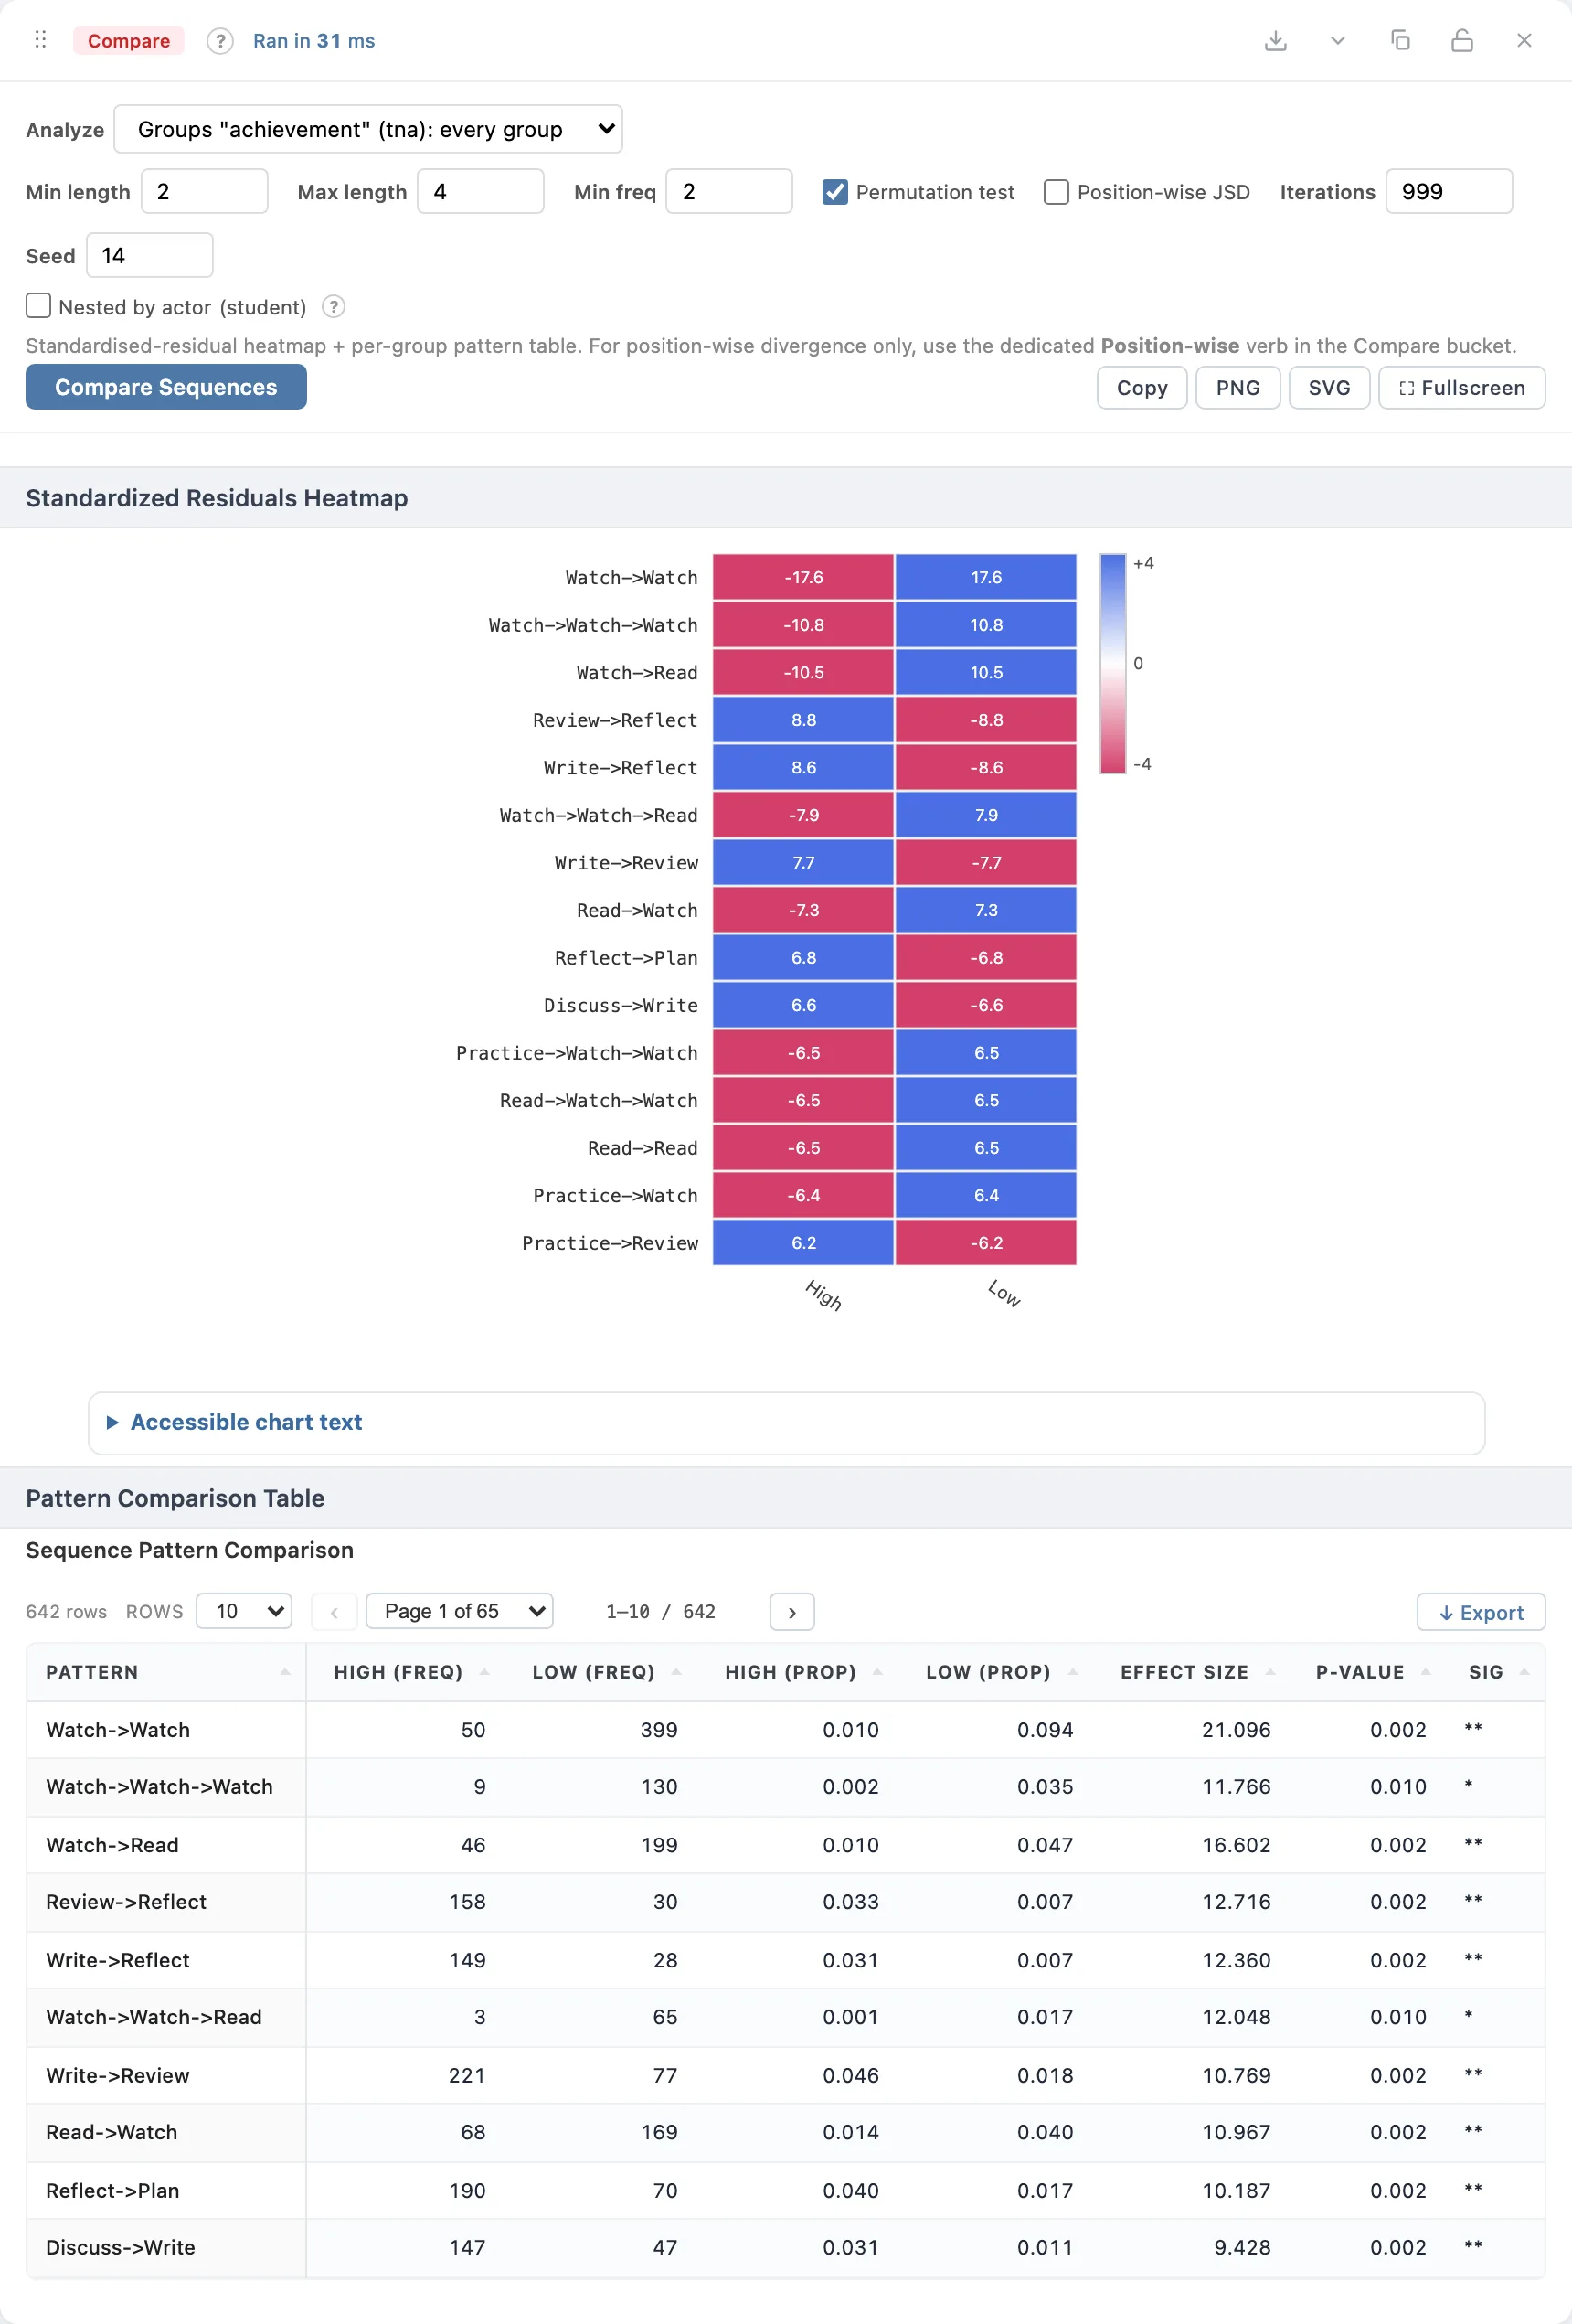 Compare ? Ran in 31 ms
Analyze Groups "achievement" (tna): every group
Min length 2 Max length 4 Min freq 2 Permutation test Position-wise JSD Iterations 999
Seed 14
Nested by actor (student) ?
Standardised-residual heatmap + per-group pattern table. For position-wise divergence only, use the dedicated Position-wise verb in the Compare bucket.
Compare Sequences Copy PNG SVG Fullscreen
Standardized Residuals Heatmap
Watch->Watch -17.6 17.6
Watch->Watch->Watch -10.8 10.8
Watch->Read -10.5 10.5
Review->Reflect 8.8 -8.8
Write->Reflect 8.6 -8.6
Watch->Watch->Read -7.9 7.9
Write->Review 7.7 -7.7
Read->Watch -7.3 7.3
Reflect->Plan 6.8 -6.8
Discuss->Write 6.6 -6.6
Practice->Watch->Watch -6.5 6.5
Read->Watch->Watch -6.5 6.5
Read->Read -6.5 6.5
Practice->Watch -6.4 6.4
Practice->Review 6.2 -6.2
High Low
+4
0
-4
Accessible chart text
Pattern Comparison Table
Sequence Pattern Comparison
642 rows ROWS 10 ‹ Page 1 of 65 1–10 / 642 › ↓ Export
PATTERN HIGH (FREQ) LOW (FREQ) HIGH (PROP) LOW (PROP) EFFECT SIZE P-VALUE SIG
Watch->Watch 50 399 0.010 0.094 21.096 0.002 **
Watch->Watch->Watch 9 130 0.002 0.035 11.766 0.010 *
Watch->Read 46 199 0.010 0.047 16.602 0.002 **
Review->Reflect 158 30 0.033 0.007 12.716 0.002 **
Write->Reflect 149 28 0.031 0.007 12.360 0.002 **
Watch->Watch->Read 3 65 0.001 0.017 12.048 0.010 *
Write->Review 221 77 0.046 0.018 10.769 0.002 **
Read->Watch 68 169 0.014 0.040 10.967 0.002 **
Reflect->Plan 190 70 0.040 0.017 10.187 0.002 **
Discuss->Write 147 47 0.031 0.011 9.428 0.002 **